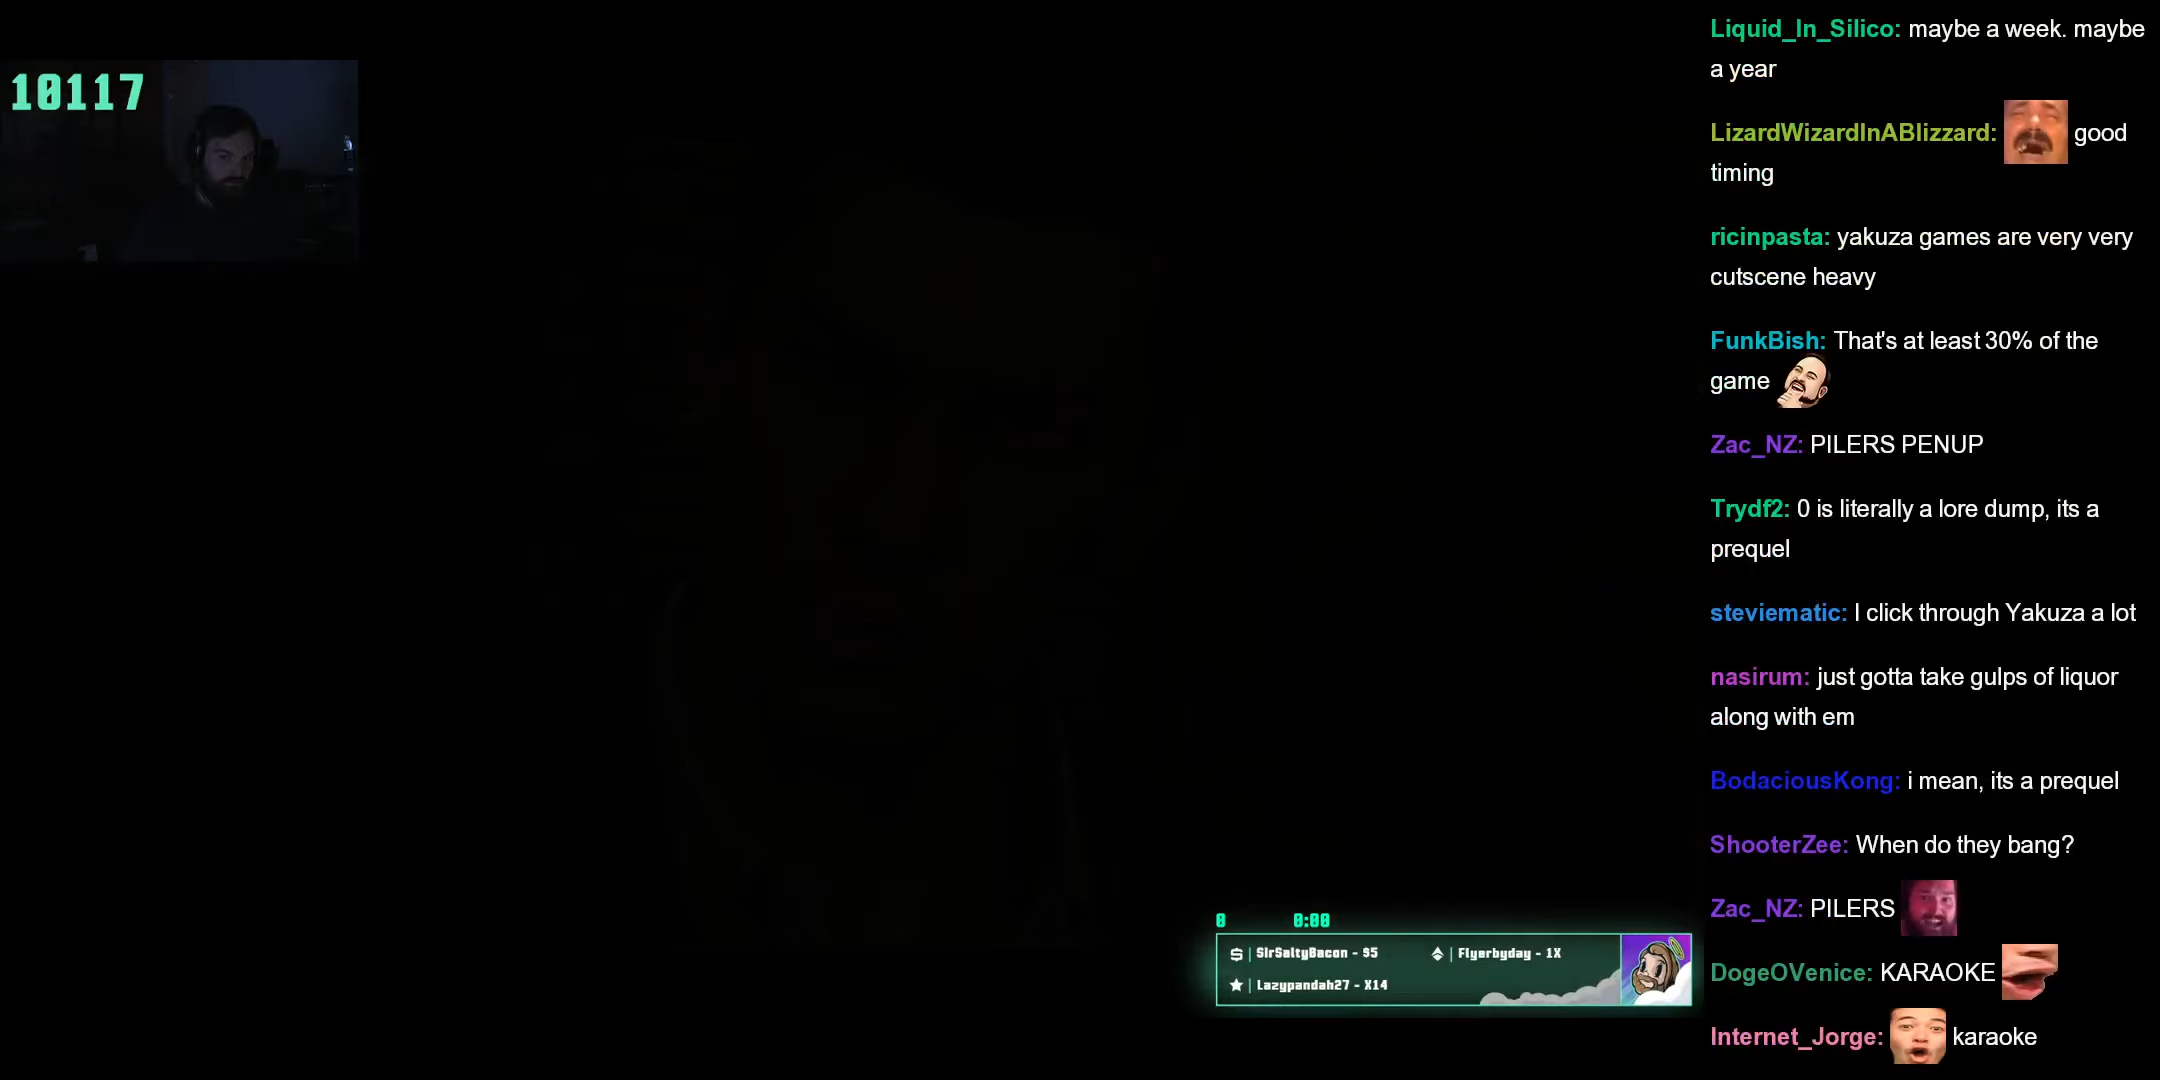 10117
Liquid_In_Silico: maybe a week. maybe
a year
LizardWizardInABlizzard: good
timing
ricinpasta: yakuza games are very very
cutscene heavy
FunkBish: That's at least 30% of the
game
Zac_NZ: PILERS PENUP
Trydf2: 0 is literally a lore dump, its a
prequel
steviematic: I click through Yakuza a lot
nasirum: just gotta take gulps of liquor
along with em
BodaciousKong: i mean, its a prequel
ShooterZee: When do they bang?
Zac_NZ: PILERS
DogeOVenice: KARAOKE
Internet_Jorge: karaoke
0 0:00
$ | SirSaltyBacon - $5 | Flyerbyday - 1X
| Lazypandah27 - X14